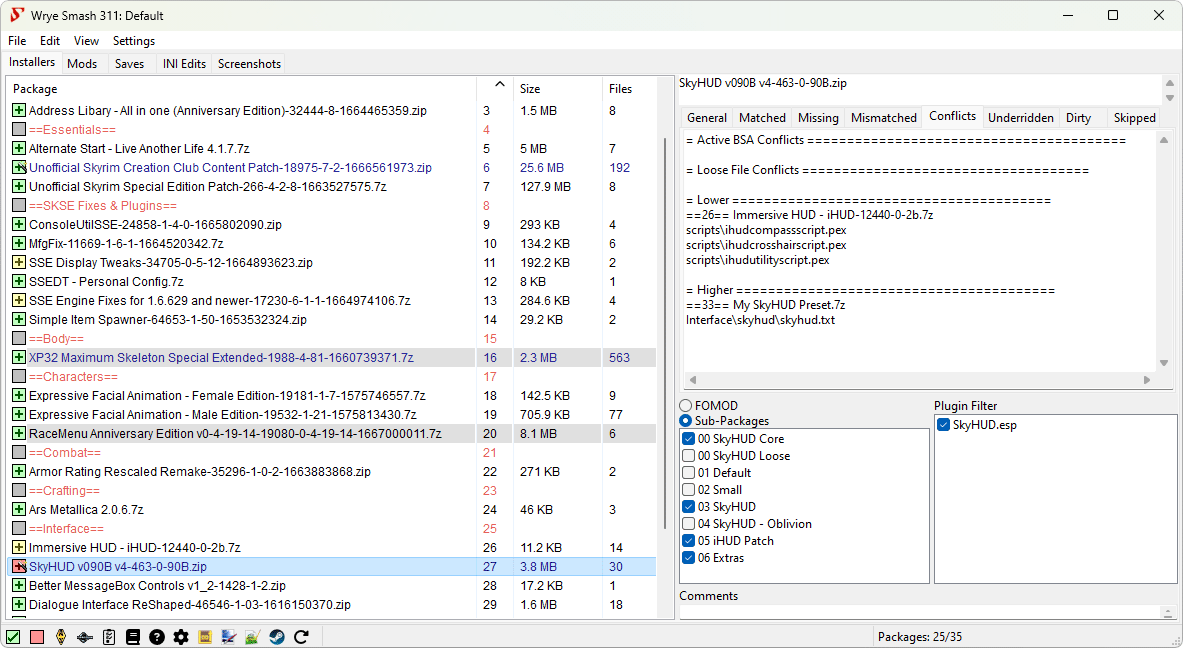 Wrye Smash 311: Default
File Edit View Settings
Installers Mods Saves INI Edits Screenshots
Package Size Files
Address Libary - All in one (Anniversary Edition)-32444-8-1664465359.zip 3 1.5 MB 8
==Essentials== 4
Alternate Start - Live Another Life 4.1.7.7z 5 5 MB 7
Unofficial Skyrim Creation Club Content Patch-18975-7-2-1666561973.zip 6 25.6 MB 192
Unofficial Skyrim Special Edition Patch-266-4-2-8-1663527575.7z 7 127.9 MB 8
==SKSE Fixes & Plugins== 8
ConsoleUtilSSE-24858-1-4-0-1665802090.zip 9 293 KB 4
MfgFix-11669-1-6-1-1664520342.7z 10 134.2 KB 6
SSE Display Tweaks-34705-0-5-12-1664893623.zip 11 192.2 KB 2
SSEDT - Personal Config.7z 12 8 KB 1
SSE Engine Fixes for 1.6.629 and newer-17230-6-1-1-1664974106.7z 13 284.6 KB 4
Simple Item Spawner-64653-1-50-1653532324.zip 14 29.2 KB 2
==Body== 15
XP32 Maximum Skeleton Special Extended-1988-4-81-1660739371.7z 16 2.3 MB 563
==Characters== 17
Expressive Facial Animation - Female Edition-19181-1-7-1575746557.7z 18 142.5 KB 9
Expressive Facial Animation - Male Edition-19532-1-21-1575813430.7z 19 705.9 KB 77
RaceMenu Anniversary Edition v0-4-19-14-19080-0-4-19-14-1667000011.7z 20 8.1 MB 6
==Combat== 21
Armor Rating Rescaled Remake-35296-1-0-2-1663883868.zip 22 271 KB 2
==Crafting== 23
Ars Metallica 2.0.6.7z 24 46 KB 3
==Interface== 25
Immersive HUD - iHUD-12440-0-2b.7z 26 11.2 KB 14
SkyHUD v090B v4-463-0-90B.zip 27 3.8 MB 30
Better MessageBox Controls v1_2-1428-1-2.zip 28 17.2 KB 1
Dialogue Interface ReShaped-46546-1-03-1616150370.zip 29 1.6 MB 18
SkyHUD v090B v4-463-0-90B.zip
General Matched Missing Mismatched Conflicts Underridden Dirty Skipped
= Active BSA Conflicts ========================================
= Loose File Conflicts ====================================
= Lower ========================================
==26== Immersive HUD - iHUD-12440-0-2b.7z
scripts\ihudcompassscript.pex
scripts\ihudcrosshairscript.pex
scripts\ihudutilityscript.pex
= Higher ========================================
==33== My SkyHUD Preset.7z
Interface\skyhud\skyhud.txt
FOMOD
Sub-Packages
00 SkyHUD Core
00 SkyHUD Loose
01 Default
02 Small
03 SkyHUD
04 SkyHUD - Oblivion
05 iHUD Patch
06 Extras
Plugin Filter
SkyHUD.esp
Comments
Packages: 25/35